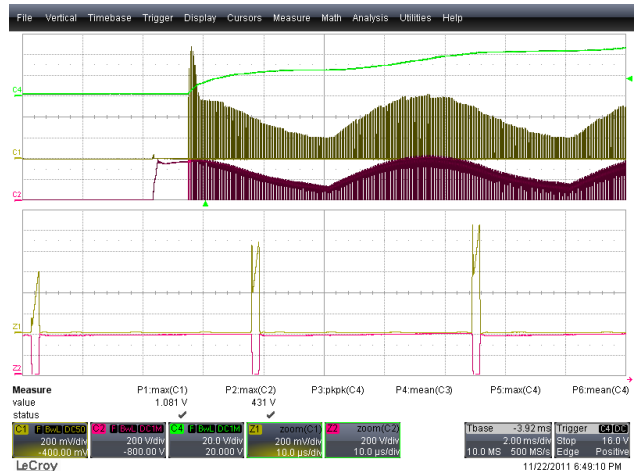 File Vertical Timebase Trigger Display Cursors Measure Math Analysis Utilities Help
C4
C1
C2
Z1
Z2
Measure P1:max(C1) P2:max(C2) P3:pkpk(C4) P4:mean(C3) P5:max(C4) P6:mean(C4)
value 1.081 V 431 V
status
C1 F BwL DC50 C2 F BwL DC1M C4 F BwL DC1M Z1 zoom(C1) Z2 zoom(C2) Tbase -3.92 ms Trigger C4 DC
200 mV/div 200 V/div 20.0 V/div 200 mV/div 200 V/div 2.00 ms/div Stop 16.0 V
-400.00 mV -800.00 V 20.000 V 10.0 µs/div 10.0 µs/div 10.0 MS 500 MS/s Edge Positive
LeCroy 11/22/2011 6:49:10 PM